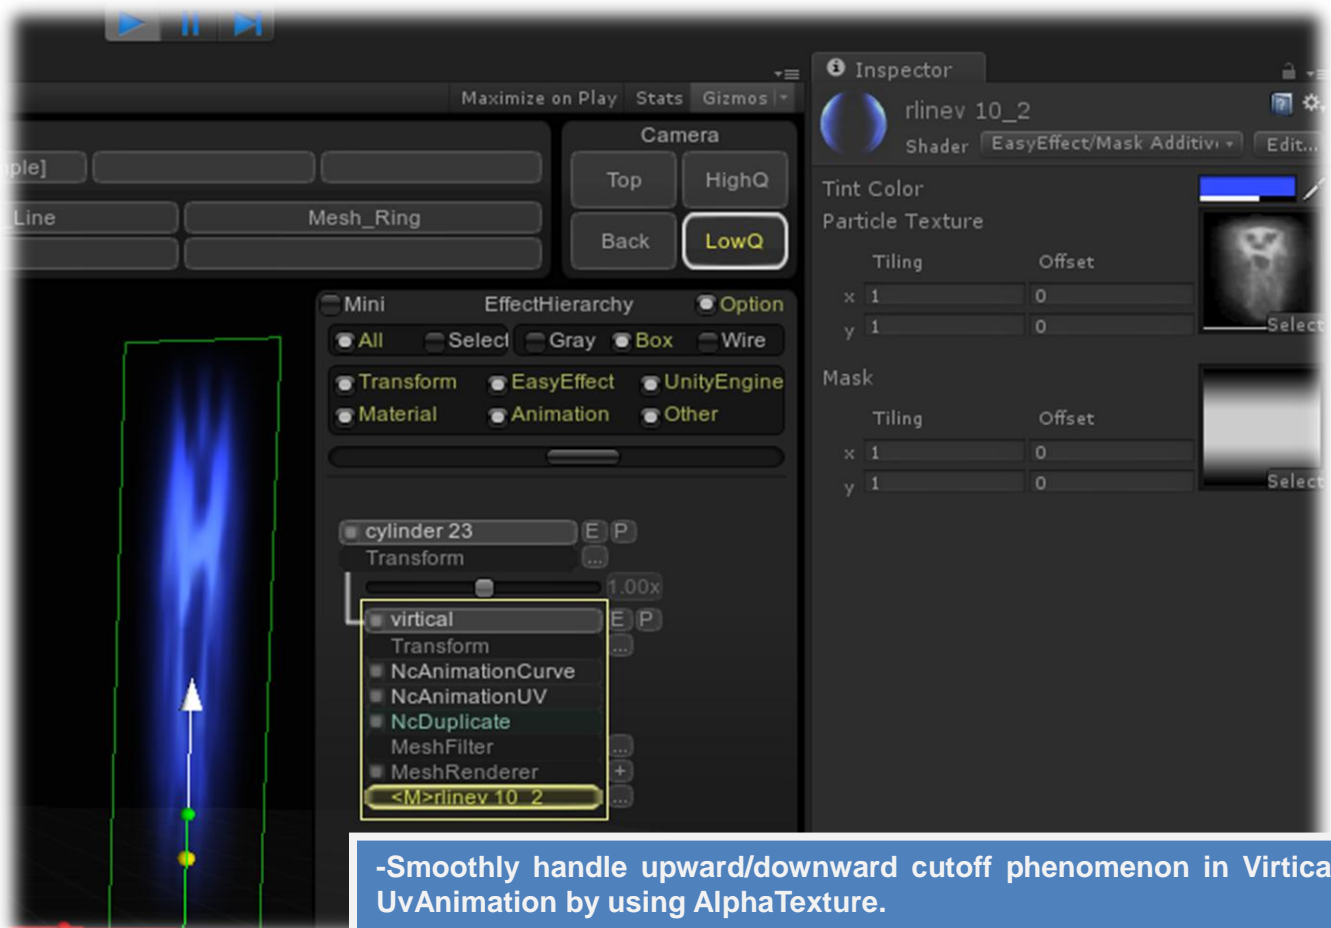 Inspector
Maximize on Play Stats Gizmos
rlinev 10_2
Shader EasyEffect/Mask Additiv Edit...
Camera
Top HighQ
Back LowQ
ple]
_Line Mesh_Ring
Tint Color
Particle Texture
Tiling Offset
x 1 0
y 1 0
Select
Mask
Tiling Offset
x 1 0
y 1 0
Select
Mini EffectHierarchy Option
All Select Gray Box Wire
Transform EasyEffect UnityEngine
Material Animation Other
cylinder 23 E P
Transform ...
1.00x
virtical E P
Transform ...
NcAnimationCurve
NcAnimationUV
NcDuplicate
MeshFilter ...
MeshRenderer +
<M>rlinev 10_2 ...
-Smoothly handle upward/downward cutoff phenomenon in Virtica
UvAnimation by using AlphaTexture.